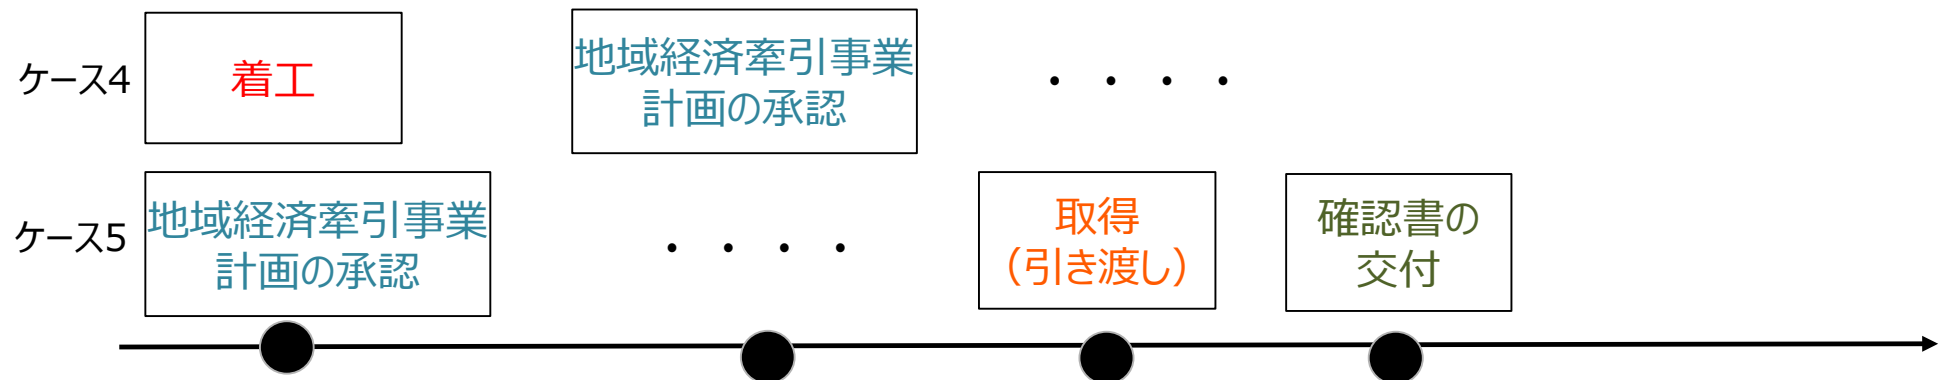 ケース4
着工
地域経済牽引事業
計画の承認
・・・・
ケース5
地域経済牽引事業
計画の承認
・・・・
取得
（引き渡し）
確認書の
交付